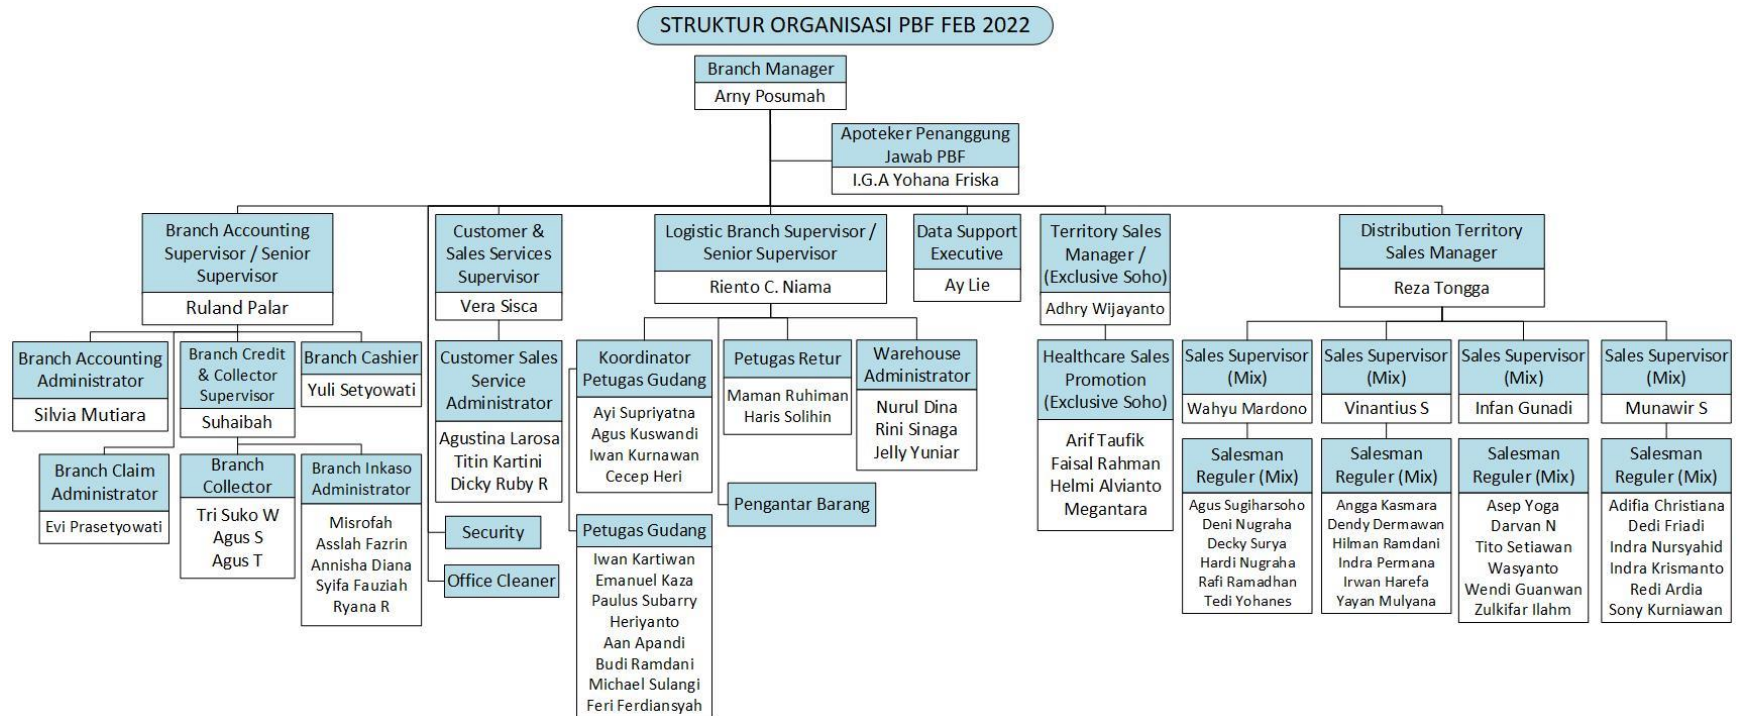 STRUKTUR ORGANISASI PBF FEB 2022
Branch Manager
Arny Posumah
Apoteker Penanggung
Jawab PBF
I.G.A Yohana Friska
Branch Accounting
Supervisor / Senior
Supervisor
Ruland Palar
Customer &
Sales Services
Supervisor
Vera Sisca
Logistic Branch Supervisor /
Senior Supervisor
Riento C. Niama
Data Support
Executive
Ay Lie
Territory Sales
Manager /
(Exclusive Soho)
Adhry Wijayanto
Distribution Territory
Sales Manager
Reza Tongga
Branch Accounting
Administrator
Silvia Mutiara
Branch Credit
& Collector
Supervisor
Suhaibah
Branch Cashier
Yuli Setyowati
Customer Sales
Service
Administrator
Agustina Larosa
Titin Kartini
Dicky Ruby R
Koordinator
Petugas Gudang
Ayi Supriyatna
Agus Kuswandi
Iwan Kurnawan
Cecep Heri
Petugas Retur
Maman Ruhiman
Haris Solihin
Warehouse
Administrator
Nurul Dina
Rini Sinaga
Jelly Yuniar
Healthcare Sales
Promotion
(Exclusive Soho)
Arif Taufik
Faisal Rahman
Helmi Alvianto
Megantara
Sales Supervisor
(Mix)
Wahyu Mardono
Sales Supervisor
(Mix)
Vinantius S
Sales Supervisor
(Mix)
Infan Gunadi
Sales Supervisor
(Mix)
Munawir S
Branch Claim
Administrator
Evi Prasetyowati
Branch
Collector
Tri Suko W
Agus S
Agus T
Branch Inkaso
Administrator
Misrofah
Asslah Fazrin
Annisha Diana
Syifa Fauziah
Ryana R
Security
Office Cleaner
Petugas Gudang
Iwan Kartiwan
Emanuel Kaza
Paulus Subarry
Heriyanto
Aan Apandi
Budi Ramdani
Michael Sulangi
Feri Ferdiansyah
Pengantar Barang
Salesman
Reguler (Mix)
Agus Sugiharsoho
Deni Nugraha
Decky Surya
Hardi Nugraha
Rafi Ramadhan
Tedi Yohanes
Salesman
Reguler (Mix)
Angga Kasmara
Dendy Dermawan
Hilman Ramdani
Indra Permana
Irwan Harefa
Yayan Mulyana
Salesman
Reguler (Mix)
Asep Yoga
Darvan N
Tito Setiawan
Wasyanto
Wendi Guanwan
Zulkifar Ilahm
Salesman
Reguler (Mix)
Adifia Christiana
Dedi Friadi
Indra Nursyahid
Indra Krismanto
Redi Ardia
Sony Kurniawan